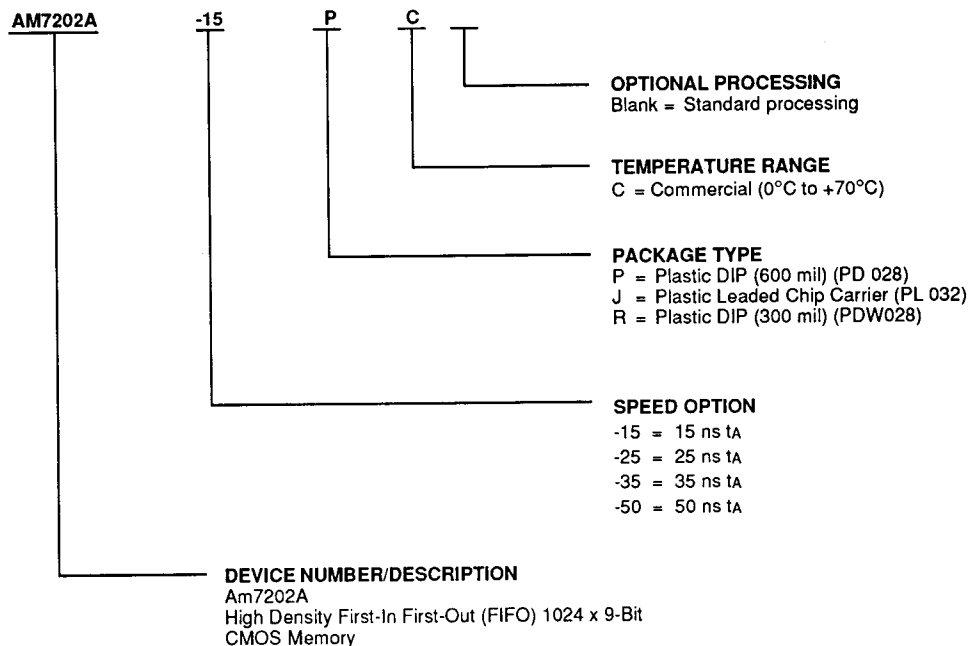 AM7202A -15 P C
OPTIONAL PROCESSING
Blank = Standard processing
TEMPERATURE RANGE
C = Commercial (0°C to +70°C)
PACKAGE TYPE
P = Plastic DIP (600 mil) (PD 028)
J = Plastic Leaded Chip Carrier (PL 032)
R = Plastic DIP (300 mil) (PDW028)
SPEED OPTION
-15 = 15 ns tA
-25 = 25 ns tA
-35 = 35 ns tA
-50 = 50 ns tA
DEVICE NUMBER/DESCRIPTION
Am7202A
High Density First-In First-Out (FIFO) 1024 x 9-Bit
CMOS Memory